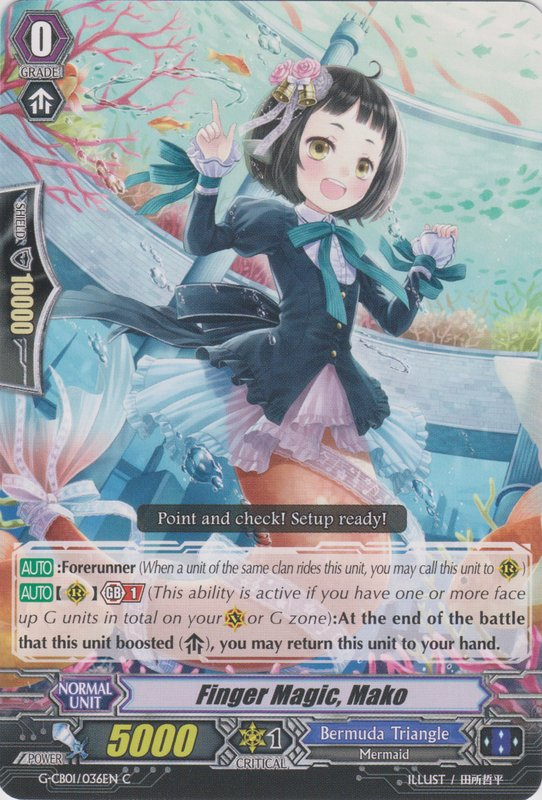 0
GRADE
SHIELD
10000
Point and check! Setup ready!
AUTO :Forerunner (When a unit of the same clan rides this unit, you may call this unit to R )
AUTO 【 R 】 GB 1 (This ability is active if you have one or more face
up G units in total on your V or G zone):At the end of the battle
that this unit boosted ( ), you may return this unit to your hand.
NORMAL
UNIT
Finger Magic, Mako
POWER
5000
1
CRITICAL
Bermuda Triangle
Mermaid
G-CB01/036EN C
ILLUST / 田所哲平